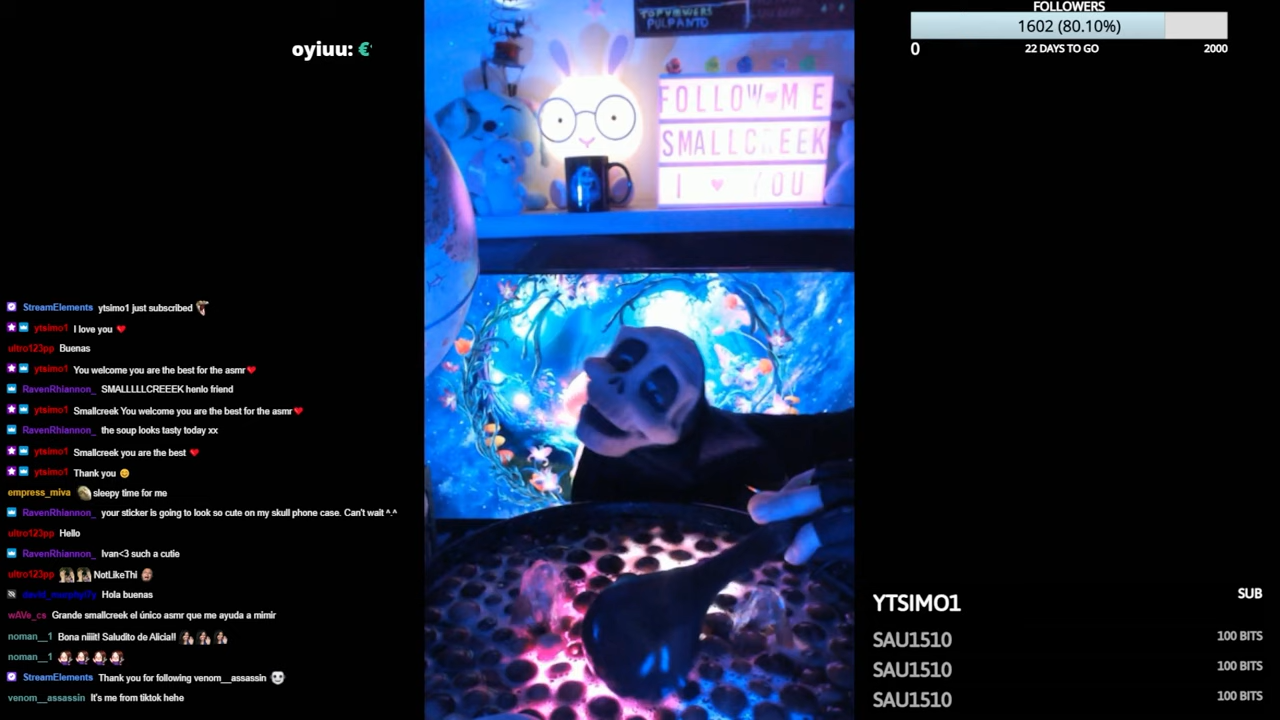 oyiuu: €
StreamElements ytsimo1 just subscribed
ytsimo1 I love you
ultro123pp Buenas
ytsimo1 You welcome you are the best for the asmr
RavenRhiannon_ SMALLLLLCREEEK henlo friend
ytsimo1 Smallcreek You welcome you are the best for the asmr
RavenRhiannon_ the soup looks tasty today xx
ytsimo1 Smallcreek you are the best
ytsimo1 Thank you
empress_miva sleepy time for me
RavenRhiannon_ your sticker is going to look so cute on my skull phone case. Can't wait ^.^
ultro123pp Hello
RavenRhiannon_ Ivan<3 such a cutie
ultro123pp NotLikeThi
Hola buenas
wAVe_cs Grande smallcreek el único asmr que me ayuda a mimir
noman__1 Bona niiiit! Saludito de Alicia!!
noman__1
StreamElements Thank you for following venom__assassin
venom__assassin It's me from tiktok hehe
TOPVIEWERS
PULPANTO
FOLLOW ME
SMALLCREEK
I YOU
FOLLOWERS
1602 (80.10%)
0 22 DAYS TO GO 2000
YTSIMO1 SUB
SAU1510 100 BITS
SAU1510 100 BITS
SAU1510 100 BITS